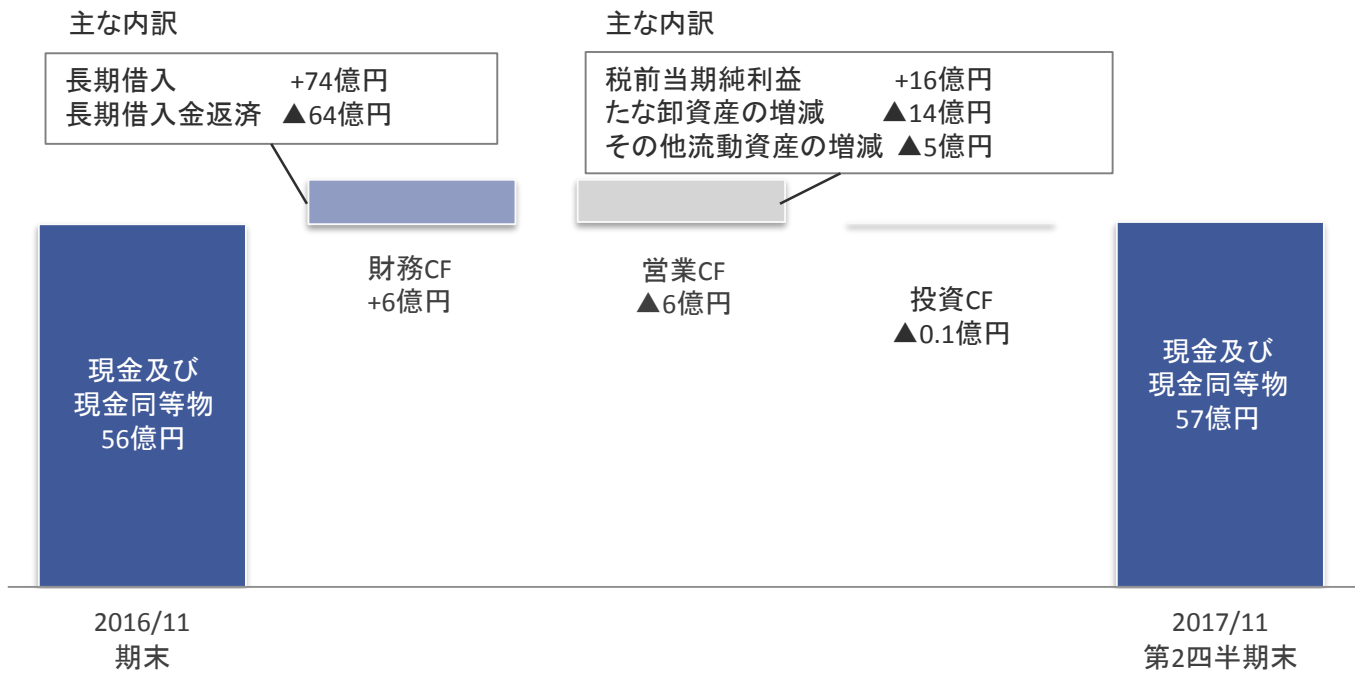 主な内訳
長期借入 +74億円
長期借入金返済 ▲64億円
主な内訳
税前当期純利益 +16億円
たな卸資産の増減 ▲14億円
その他流動資産の増減 ▲5億円
財務CF
+6億円
営業CF
▲6億円
投資CF
▲0.1億円
現金及び
現金同等物
56億円
現金及び
現金同等物
57億円
2016/11
期末
2017/11
第2四半期末